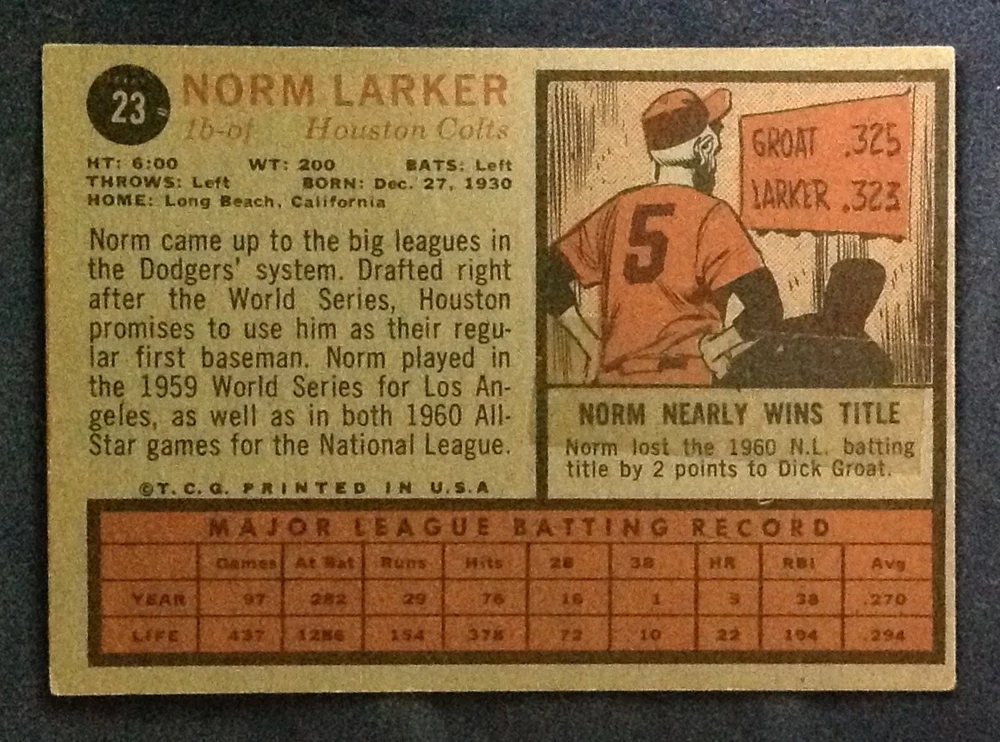 23
NORM LARKER
1b-of Houston Colts
HT: 6:00 WT: 200 BATS: Left
THROWS: Left BORN: Dec. 27, 1930
HOME: Long Beach, California
Norm came up to the big leagues in
the Dodgers' system. Drafted right
after the World Series, Houston
promises to use him as their regu-
lar first baseman. Norm played in
the 1959 World Series for Los An-
geles, as well as in both 1960 All-
Star games for the National League.
©T.C.G. PRINTED IN U.S.A
5
GROAT .325
LARKER .323
NORM NEARLY WINS TITLE
Norm lost the 1960 N.L. batting
title by 2 points to Dick Groat.
MAJOR LEAGUE BATTING RECORD
Games At Bat Runs Hits 2B 3B HR RBI Avg
YEAR 97 282 29 76 16 1 5 38 .270
LIFE 437 1286 154 378 72 10 22 194 .294